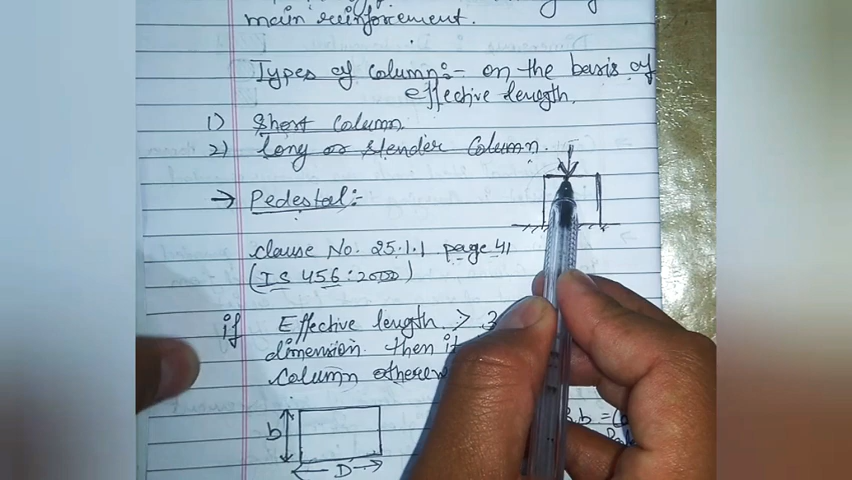 main reinforcement.
Types of Column:- on the basis of
effective length.
1) Short Column.
2) Long or Slender Column.
→ Pedestal:-
Clause No. 25.1.1 page 41
(IS 456:2000)
if Effective length > 3
dimension then it
Column otherw
b
D